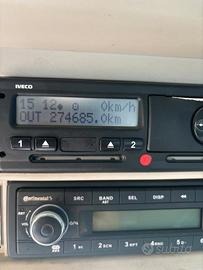 IVECO
15 12 0km/h
OUT 274685.0km
1 2
Continental
SRC BAND SEL DISP <<
1 2 3 4 5 6
subito